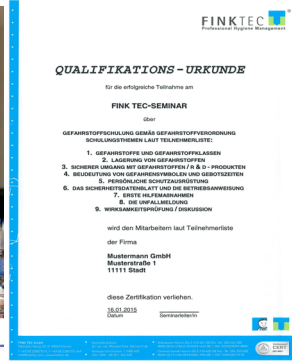 FINKTEC
Professional Hygiene Management
QUALIFIKATIONS-URKUNDE
für die erfolgreiche Teilnahme am
FINK TEC-SEMINAR
über
GEFAHRSTOFFSCHULUNG GEMÄß GEFAHRSTOFFVERORDNUNG
SCHULUNGSTHEMEN LAUT TEILNEHMERLISTE:
1. GEFAHRSTOFFE UND GEFAHRSTOFFKLASSEN
2. LAGERUNG VON GEFAHRSTOFFEN
3. SICHERER UMGANG MIT GEFAHRSTOFFEN / R & D - PRODUKTEN
4. BEUDEUTUNG VON GEFAHRENSYMBOLEN UND GEBOTSZEITEN
5. PERSÖNLICHE SCHUTZAUSRÜSTUNG
6. DAS SICHERHEITSDATENBLATT UND DIE BETRIEBSANWEISUNG
7. ERSTE HILFEMAẞNAHMEN
8. DIE UNFALLMELDUNG
9. WIRKSAMKEITSPRÜFUNG / DISKUSSION
wird den Mitarbeitern laut Teilnehmerliste
der Firma
Mustermann GmbH
Musterstraße 1
11111 Stadt
diese Zertifikation verliehen.
16.01.2015
Datum Seminarleiter/in